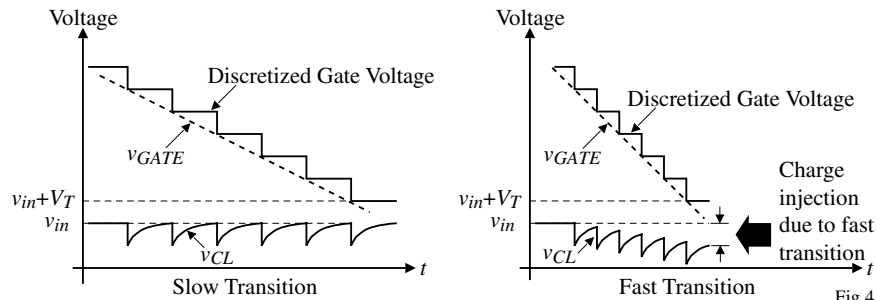 Voltage
Discretized Gate Voltage
vGATE
vin+VT
vin
vCL
t
Slow Transition
Voltage
Discretized Gate Voltage
vGATE
Charge
injection
due to fast
transition
vin+VT
vin
vCL
t
Fast Transition
Fig.4